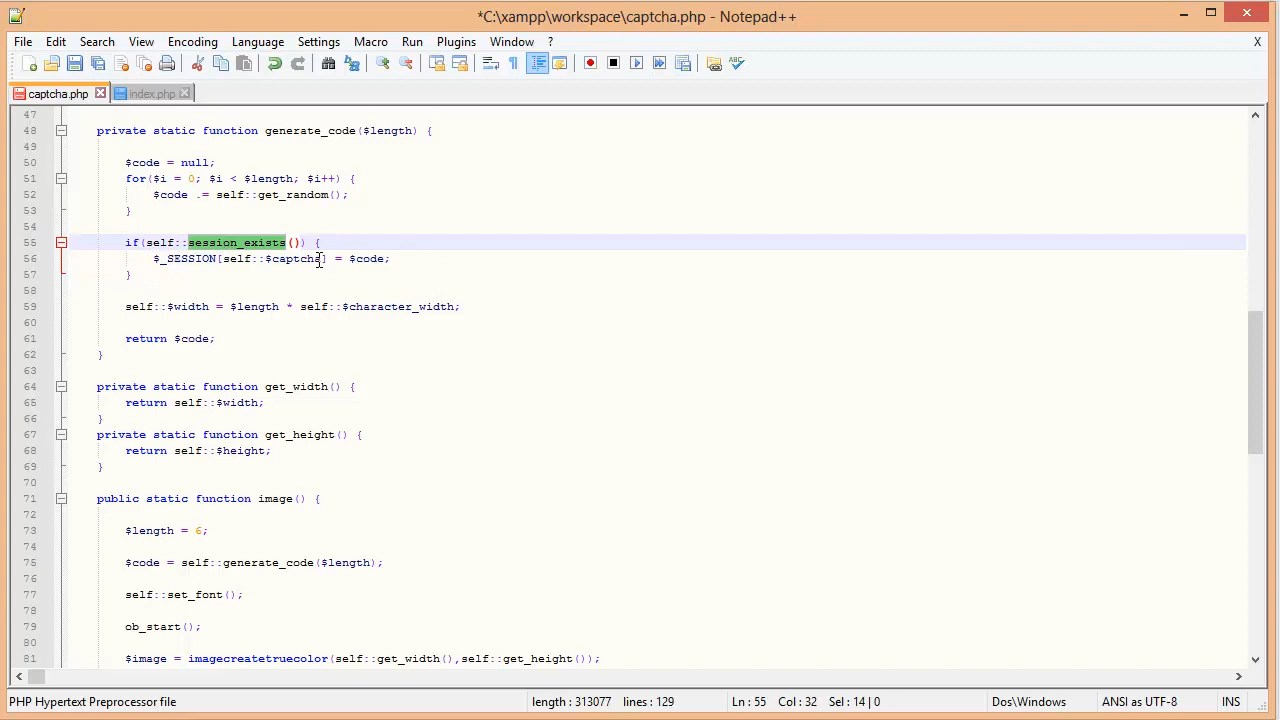 *C:\xampp\workspace\captcha.php - Notepad++
File Edit Search View Encoding Language Settings Macro Run Plugins Window ? X
captcha.php index.php
47
48 private static function generate_code($length) {
49
50 $code = null;
51 for($i = 0; $i < $length; $i++) {
52 $code .= self::get_random();
53 }
54
55 if(self::session_exists()) {
56 $_SESSION[self::$captcha] = $code;
57 }
58
59 self::$width = $length * self::$character_width;
60
61 return $code;
62 }
63
64 private static function get_width() {
65 return self::$width;
66 }
67 private static function get_height() {
68 return self::$height;
69 }
70
71 public static function image() {
72
73 $length = 6;
74
75 $code = self::generate_code($length);
76
77 self::set_font();
78
79 ob_start();
80
81 $image = imagecreatetruecolor(self::get_width(),self::get_height());
PHP Hypertext Preprocessor file length : 313077 lines : 129 Ln : 55 Col : 32 Sel : 14 | 0 Dos\Windows ANSI as UTF-8 INS